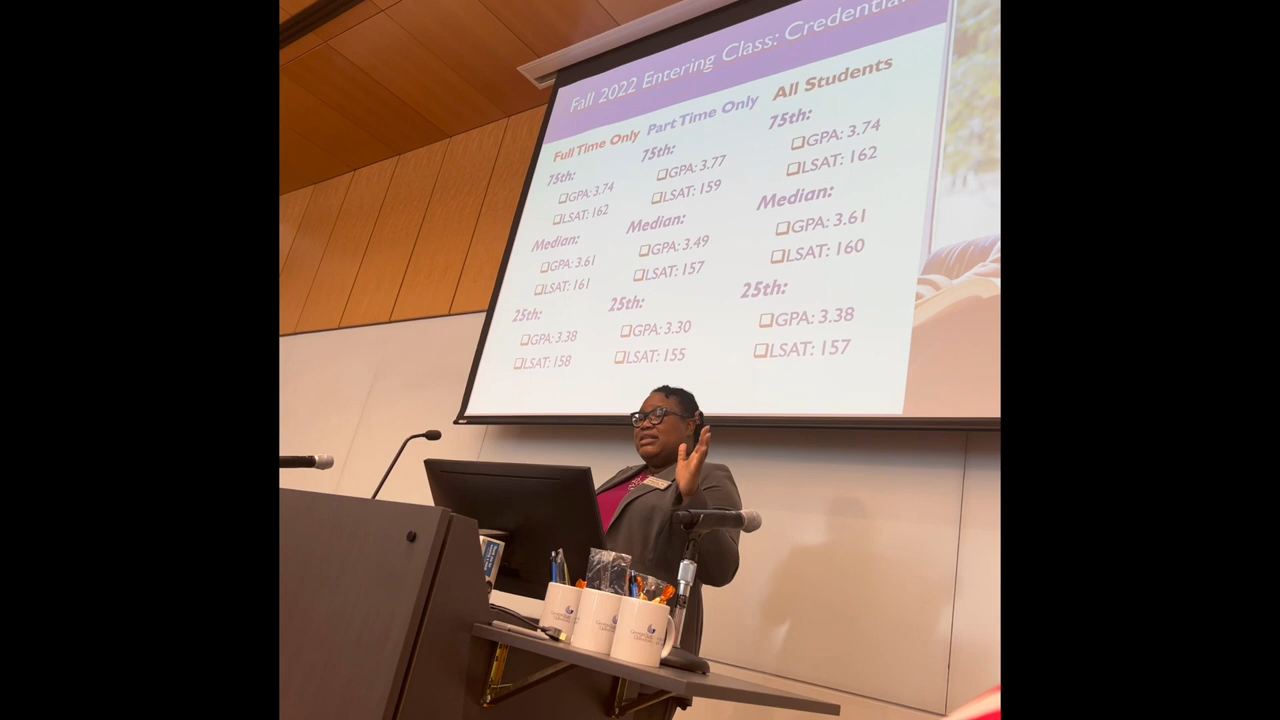 Fall 2022 Entering Class: Credential
Full Time Only
75th:
GPA: 3.74
LSAT: 162
Median:
GPA: 3.61
LSAT: 161
25th:
GPA: 3.38
LSAT: 158
Part Time Only
75th:
GPA: 3.77
LSAT: 159
Median:
GPA: 3.49
LSAT: 157
25th:
GPA: 3.30
LSAT: 155
All Students
75th:
GPA: 3.74
LSAT: 162
Median:
GPA: 3.61
LSAT: 160
25th:
GPA: 3.38
LSAT: 157